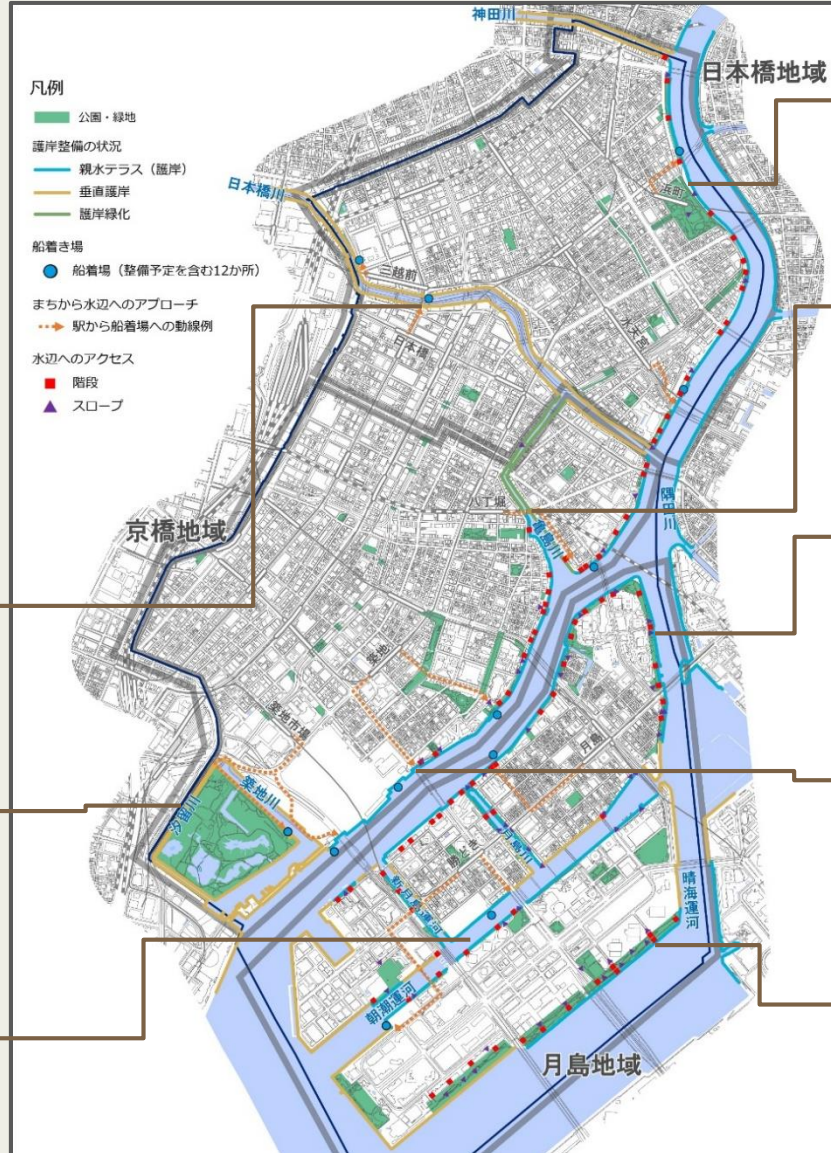 神田川
日本橋地域
凡例
公園・緑地
護岸整備の状況
親水テラス（護岸）
垂直護岸
護岸緑化
船着き場
船着場（整備予定を含む12か所）
まちから水辺へのアプローチ
駅から船着場への動線例
水辺へのアクセス
階段
スロープ
日本橋川
浜町
三越前
日本橋
水天宮
八丁堀
亀島川
隅田川
京橋地域
築地
築地市場
月島
築地川
汐留川
月島川
勝どき
新月島運河
晴海運河
朝潮運河
月島地域